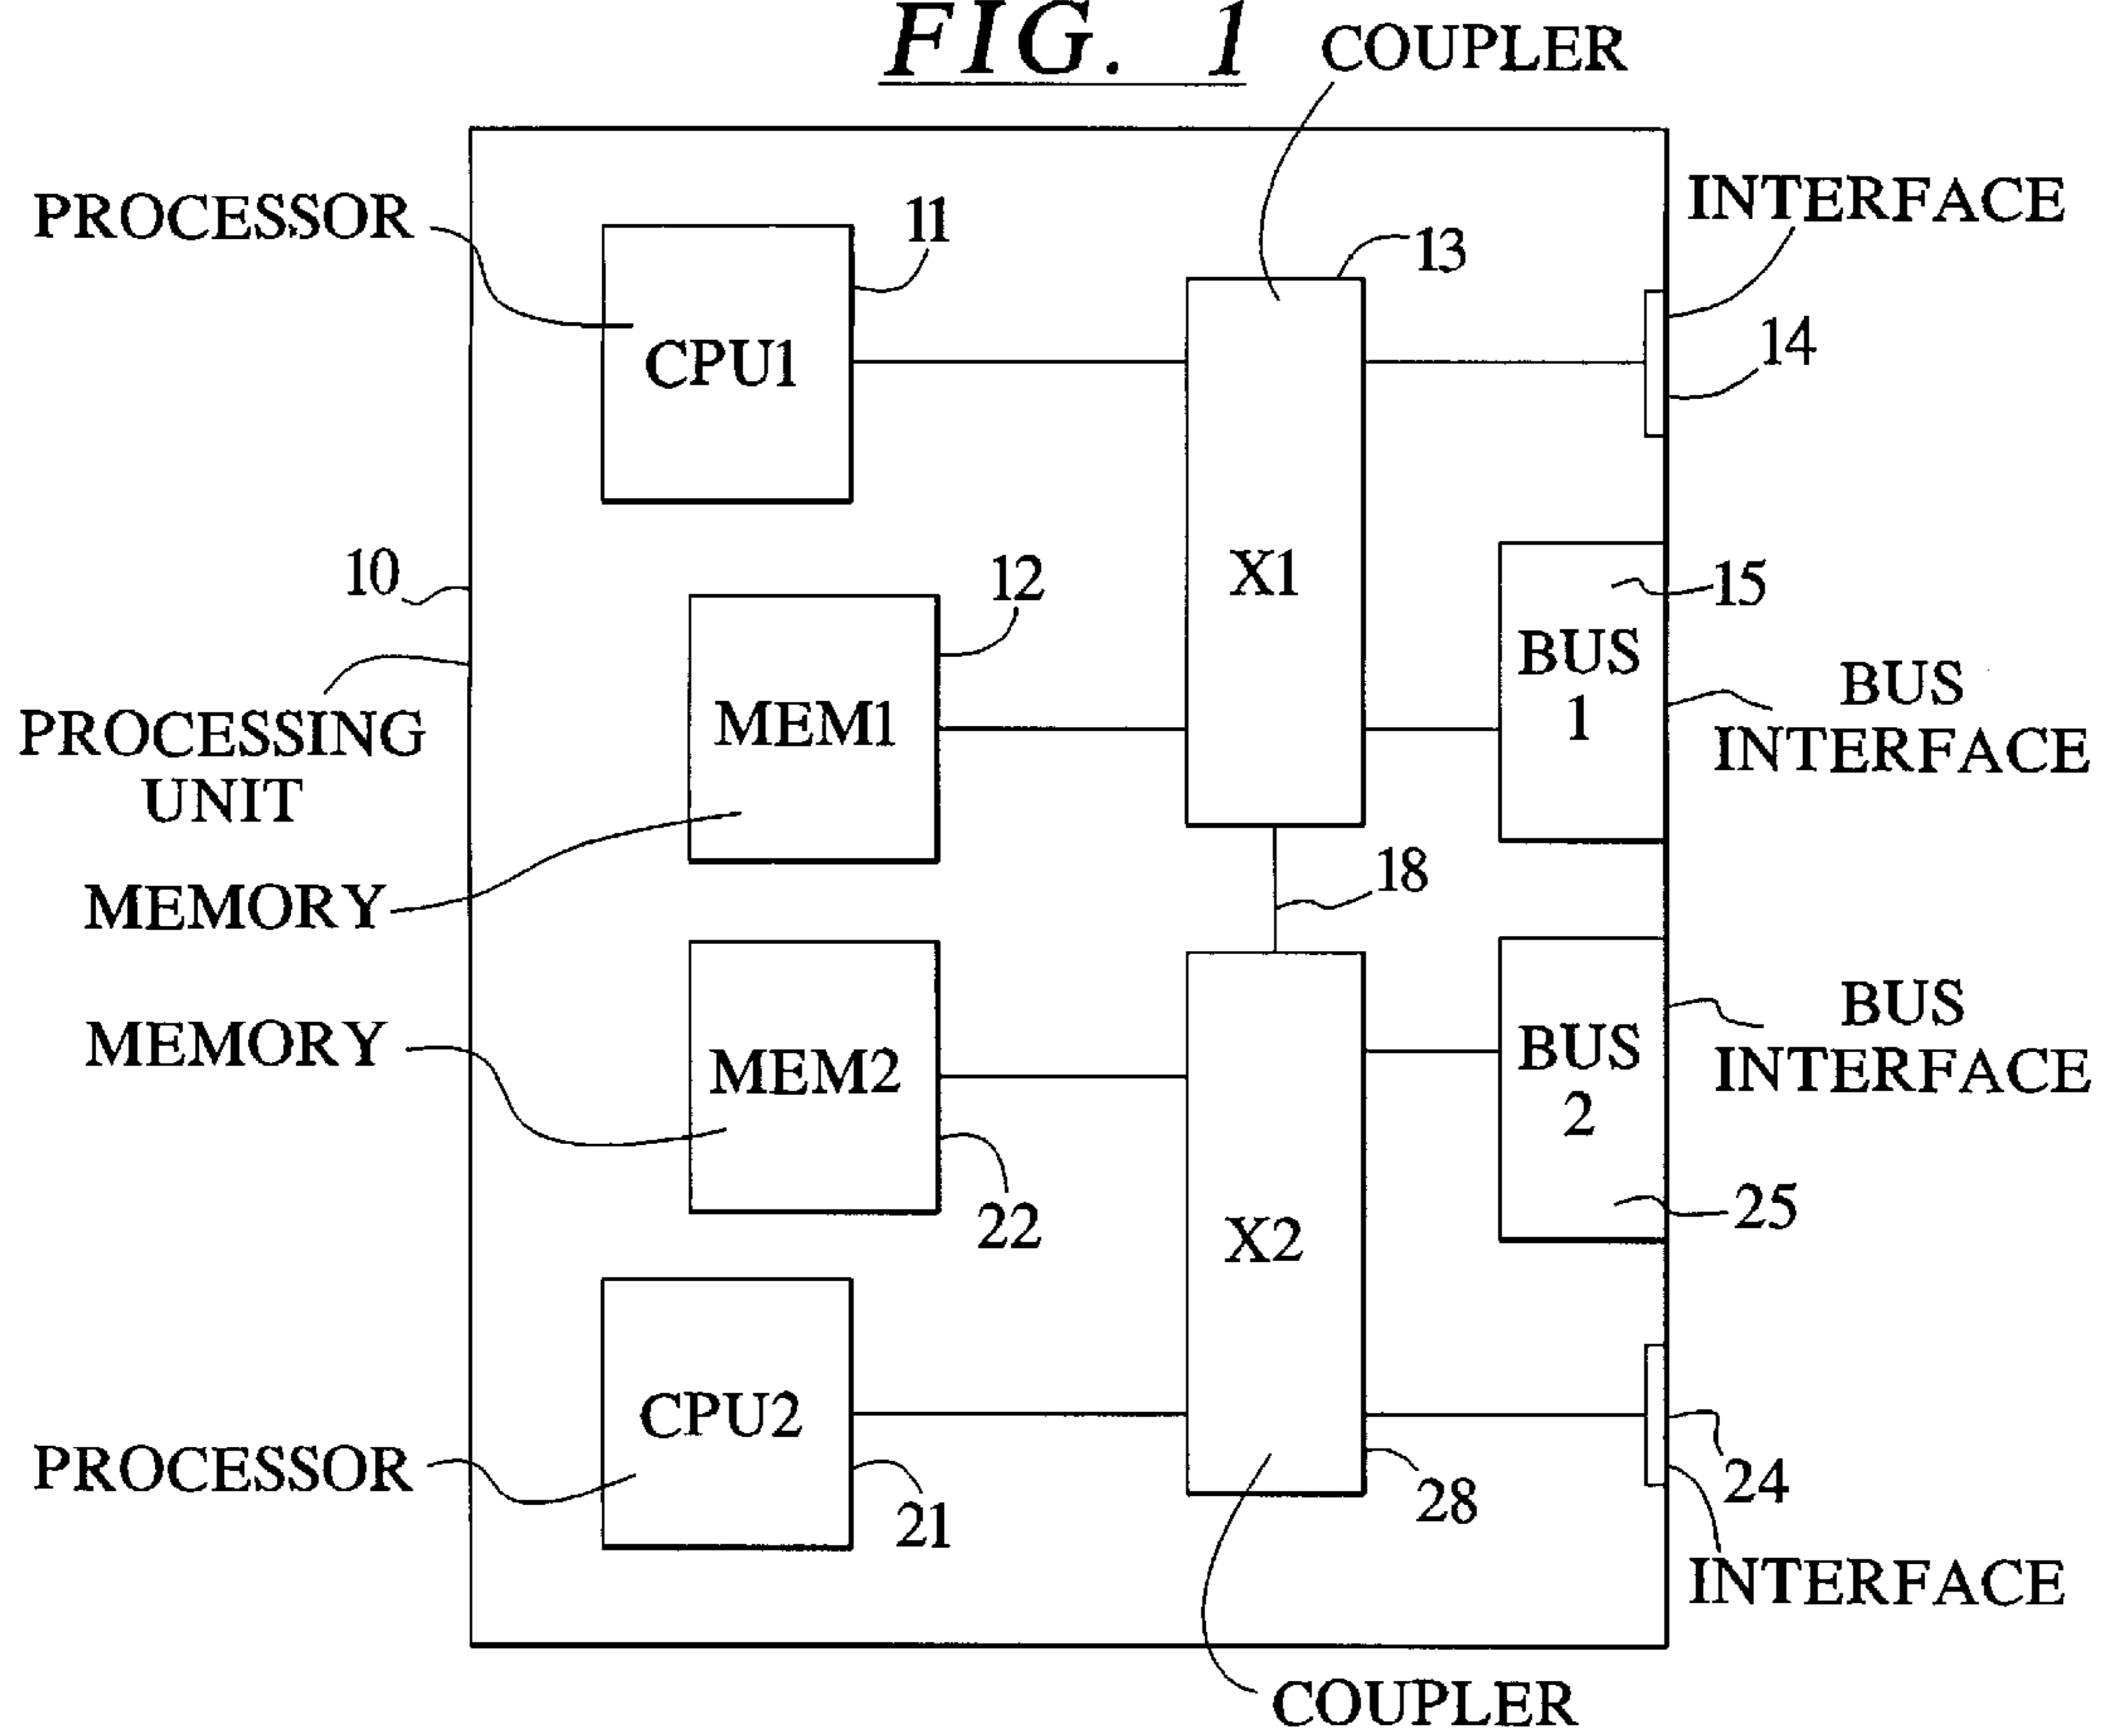 FIG. 1
COUPLER
PROCESSOR
11
13
INTERFACE
CPU1
14
10
12
X1
15
BUS
1
BUS
INTERFACE
MEM1
PROCESSING
UNIT
MEMORY
18
MEMORY
MEM2
BUS
2
BUS
INTERFACE
22
X2
25
CPU2
PROCESSOR
21
28
24
INTERFACE
COUPLER